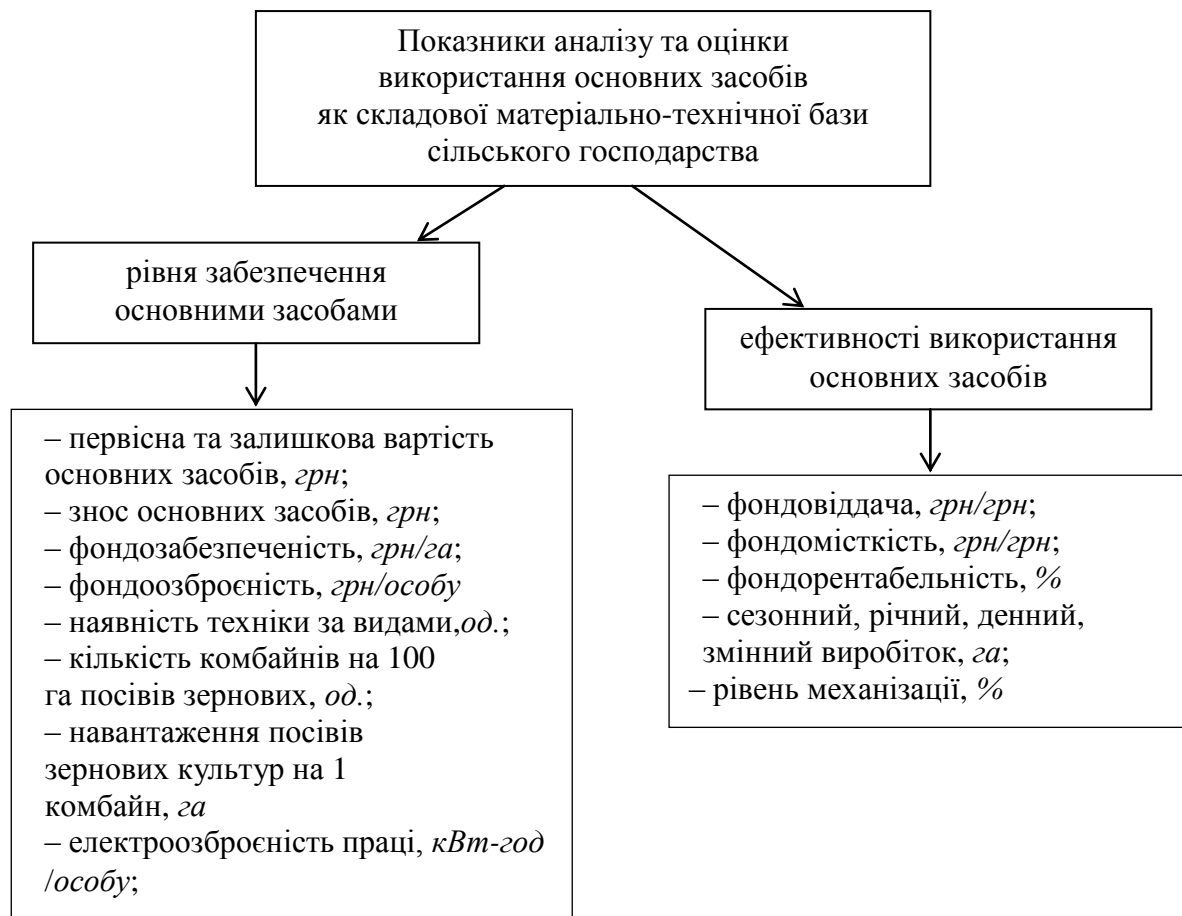 Показники аналізу та оцінки
використання основних засобів
як складової матеріально-технічної бази
сільського господарства
рівня забезпечення
основними засобами
ефективності використання
основних засобів
– первісна та залишкова вартість
основних засобів, грн;
– знос основних засобів, грн;
– фондозабезпеченість, грн/га;
– фондоозброєність, грн/особу
– наявність техніки за видами,од.;
– кількість комбайнів на 100
га посівів зернових, од.;
– навантаження посівів
зернових культур на 1
комбайн, га
– електроозброєність праці, кВт-год
/особу;
– фондовіддача, грн/грн;
– фондомісткість, грн/грн;
– фондорентабельність, %
– сезонний, річний, денний,
змінний виробіток, га;
– рівень механізації, %